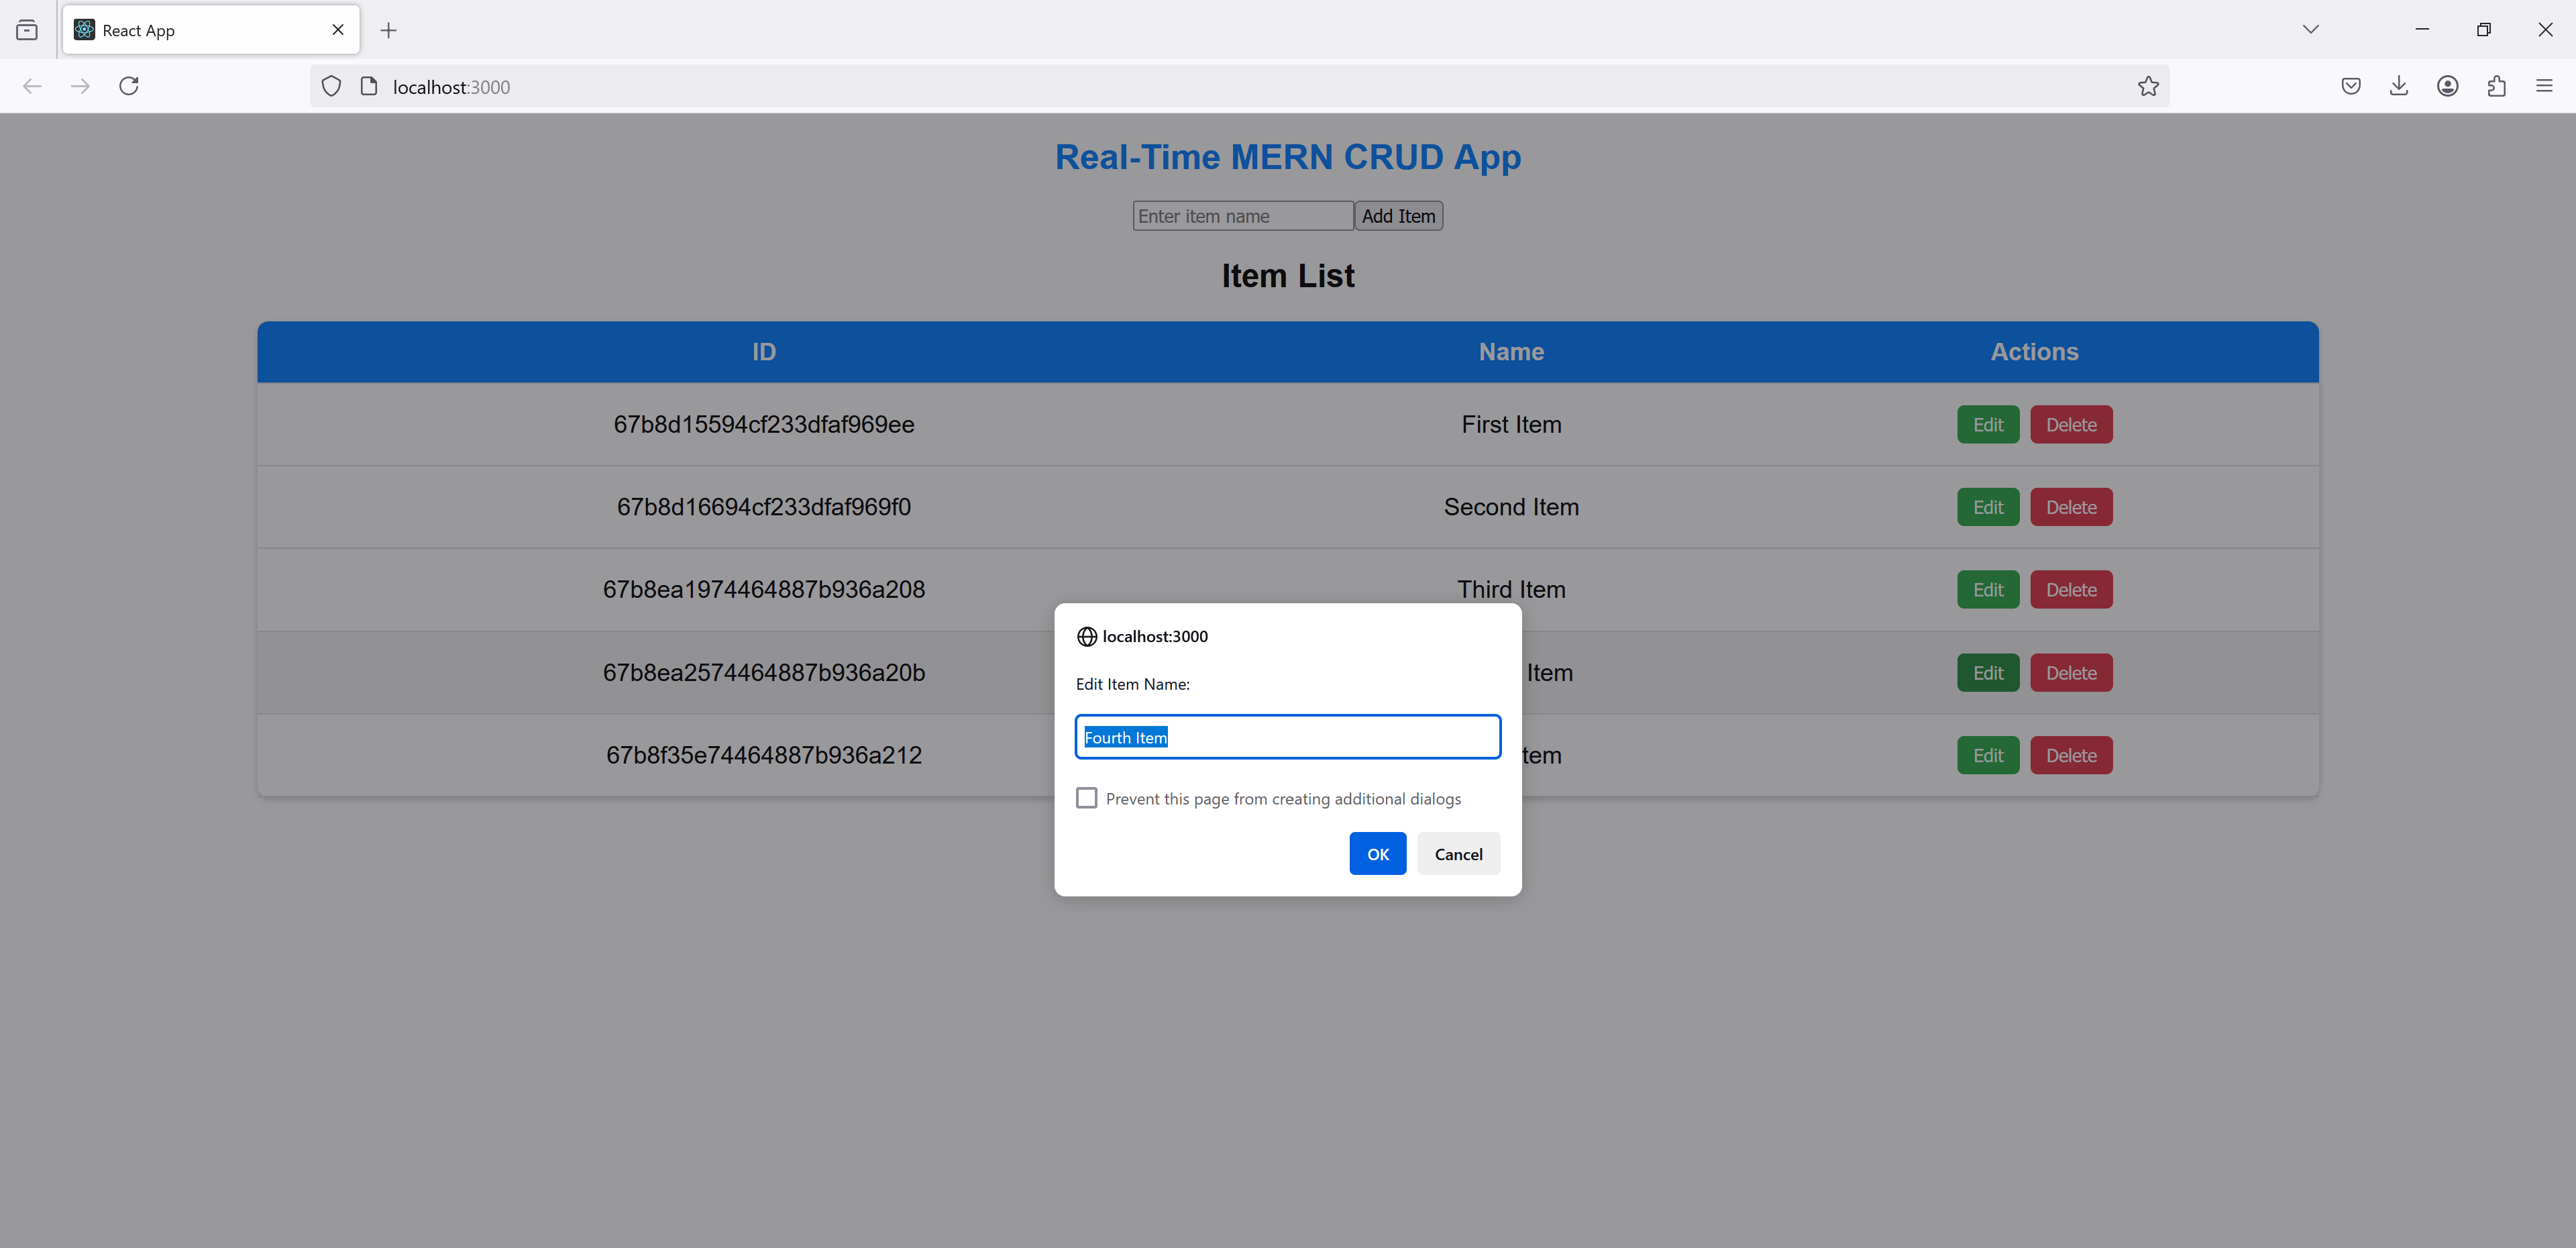 React App
localhost:3000
Real-Time MERN CRUD App
Enter item name Add Item
Item List
ID Name Actions
67b8d15594cf233dfaf969ee First Item Edit Delete
67b8d16694cf233dfaf969f0 Second Item Edit Delete
67b8ea1974464887b936a208 Third Item Edit Delete
67b8ea2574464887b936a20b Item Edit Delete
67b8f35e74464887b936a212 tem Edit Delete
localhost:3000
Edit Item Name:
Fourth Item
Prevent this page from creating additional dialogs
OK Cancel